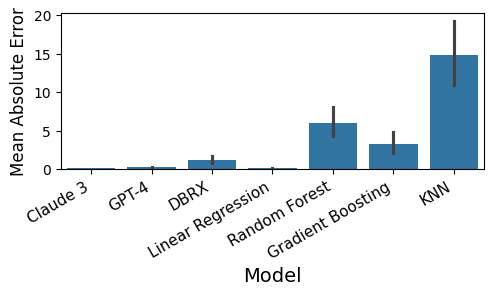 Mean Absolute Error
20
15
10
5
0
Claude 3
GPT-4
DBRX
Linear Regression
Random Forest
Gradient Boosting
KNN
Model